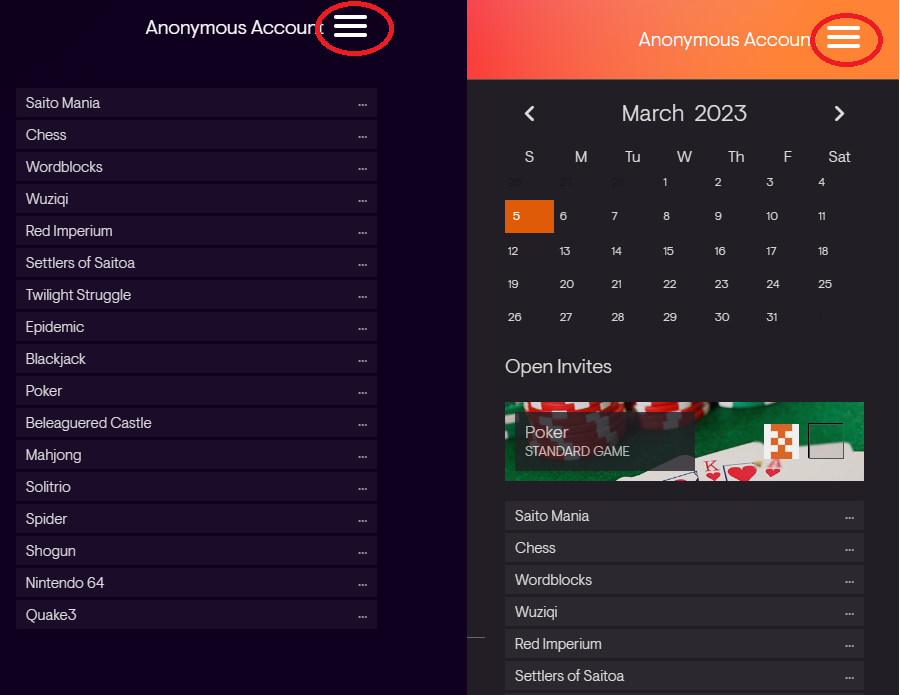 Anonymous Account
Saito Mania ...
Chess ...
Wordblocks ...
Wuziqi ...
Red Imperium ...
Settlers of Saitoa ...
Twilight Struggle ...
Epidemic ...
Blackjack ...
Poker ...
Beleaguered Castle ...
Mahjong ...
Solitrio ...
Spider ...
Shogun ...
Nintendo 64 ...
Quake3 ...
Anonymous Accoun
March 2023
S M Tu W Th F Sat
26 27 28 1 2 3 4
5 6 7 8 9 10 11
12 13 14 15 16 17 18
19 20 21 22 23 24 25
26 27 28 29 30 31
Open Invites
Poker
STANDARD GAME
K
Saito Mania ...
Chess ...
Wordblocks ...
Wuziqi ...
Red Imperium ...
Settlers of Saitoa ...